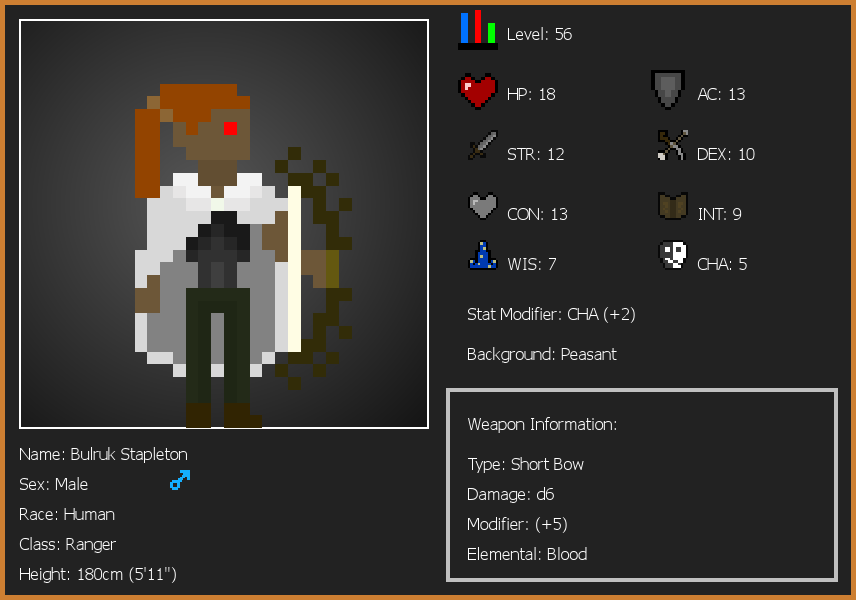 Level: 56
HP: 18
AC: 13
STR: 12
DEX: 10
CON: 13
INT: 9
WIS: 7
CHA: 5
Stat Modifier: CHA (+2)
Background: Peasant
Weapon Information:
Type: Short Bow
Damage: d6
Modifier: (+5)
Elemental: Blood
Name: Bulruk Stapleton
Sex: Male
Race: Human
Class: Ranger
Height: 180cm (5'11")